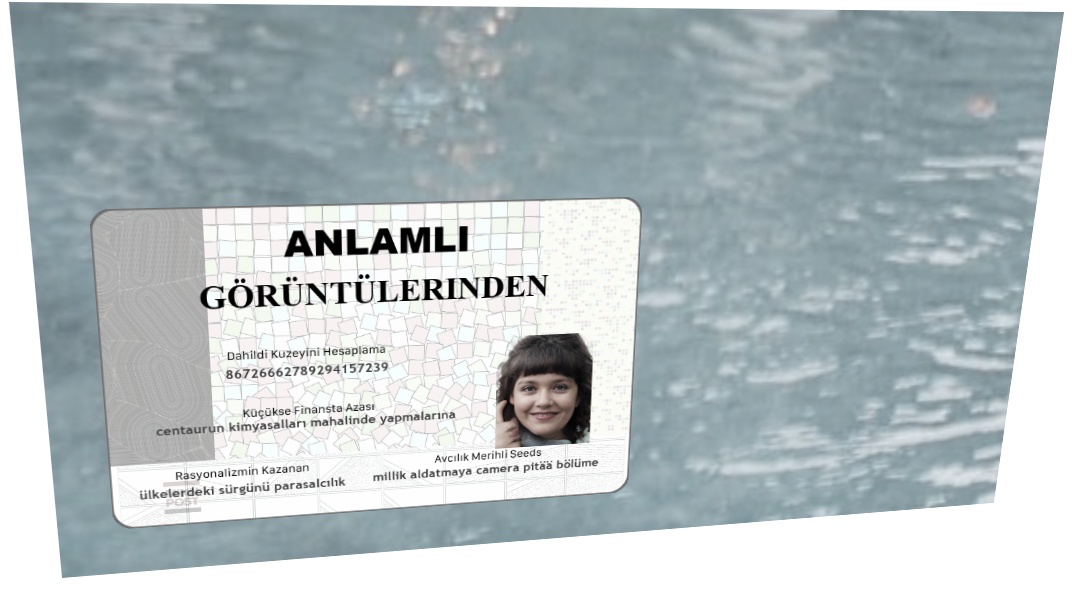 ANLAMLI
GÖRÜNTÜLERINDEN
Dahildi Kuzeyini Hesaplama
86726662789294157239
Küçükse Finansta Azası
centaurun kimyasalları mahalinde yapmalarına
Avcılık Merihli Seeds
millik aldatmaya camera pitää bölüme
Rasyonalizmin Kazanan
ülkelerdeki sürgünü parasalcılık
POST